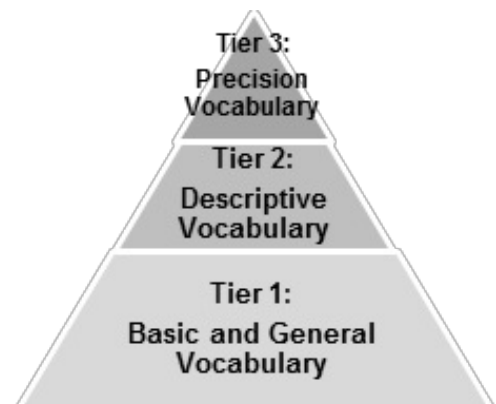 Tier 3:
Precision
Vocabulary
Tier 2:
Descriptive
Vocabulary
Tier 1:
Basic and General
Vocabulary